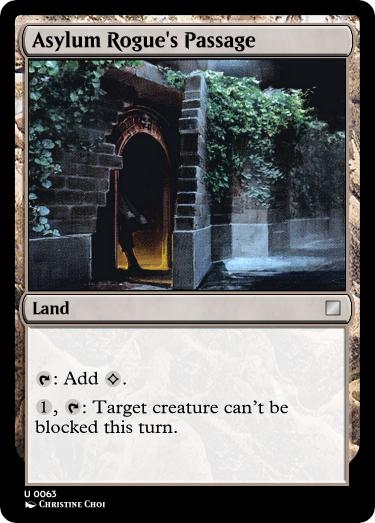 Asylum Rogue's Passage
Land
: Add .
1, : Target creature can't be
blocked this turn.
U 0063
Christine Choi